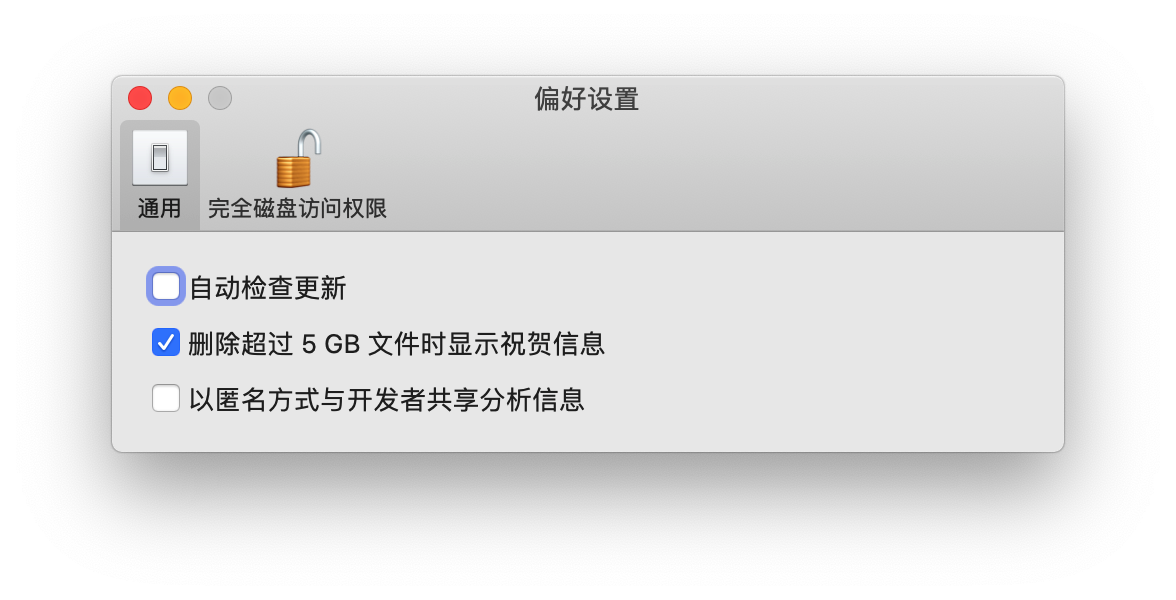 偏好设置
通用
完全磁盘访问权限
自动检查更新
删除超过 5 GB 文件时显示祝贺信息
以匿名方式与开发者共享分析信息